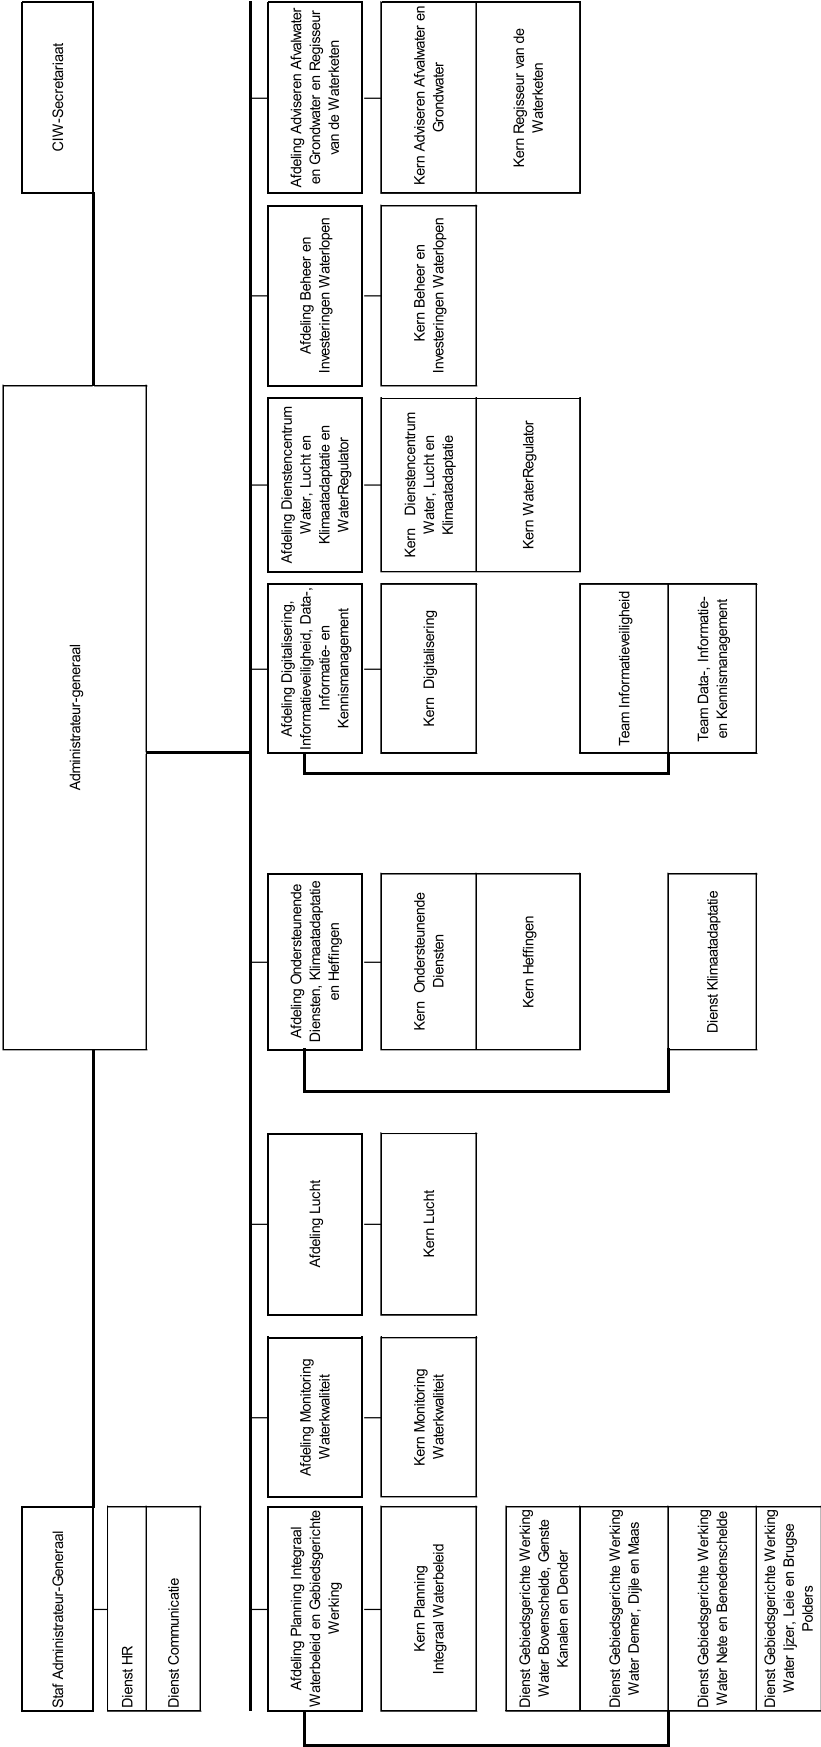 Administrateur-generaal
Staf Administrateur-Generaal
Dienst HR
Dienst Communicatie
CIW-Secretariaat
Afdeling Planning Integraal
Waterbeleid en Gebiedsgerichte
Werking
Kern Planning
Integraal Waterbeleid
Dienst Gebiedsgerichte Werking
Water Bovenschelde, Genste
Kanalen en Dender
Dienst Gebiedsgerichte Werking
Water Demer, Dijle en Maas
Dienst Gebiedsgerichte Werking
Water Nete en Benedenschelde
Dienst Gebiedsgerichte Werking
Water Ijzer, Leie en Brugse
Polders
Afdeling Monitoring
Waterkwaliteit
Kern Monitoring
Waterkwaliteit
Afdeling Lucht
Kern Lucht
Afdeling Ondersteunende
Diensten, Klimaatadaptatie
en Heffingen
Kern Ondersteunende
Diensten
Kern Heffingen
Dienst Klimaatadaptatie
Afdeling Digitalisering,
Informatieveiligheid, Data-,
Informatie- en
Kennismanagement
Kern Digitalisering
Team Informatieveiligheid
Team Data-, Informatie-
en Kennismanagement
Afdeling Dienstencentrum
Water, Lucht en
Klimaatadaptatie en
WaterRegulator
Kern Dienstencentrum
Water, Lucht en
Klimaatadaptatie
Kern WaterRegulator
Afdeling Beheer en
Investeringen Waterlopen
Kern Beheer en
Investeringen Waterlopen
Afdeling Adviseren Afvalwater
en Grondwater en Regisseur
van de Waterketen
Kern Adviseren Afvalwater en
Grondwater
Kern Regisseur van de
Waterketen